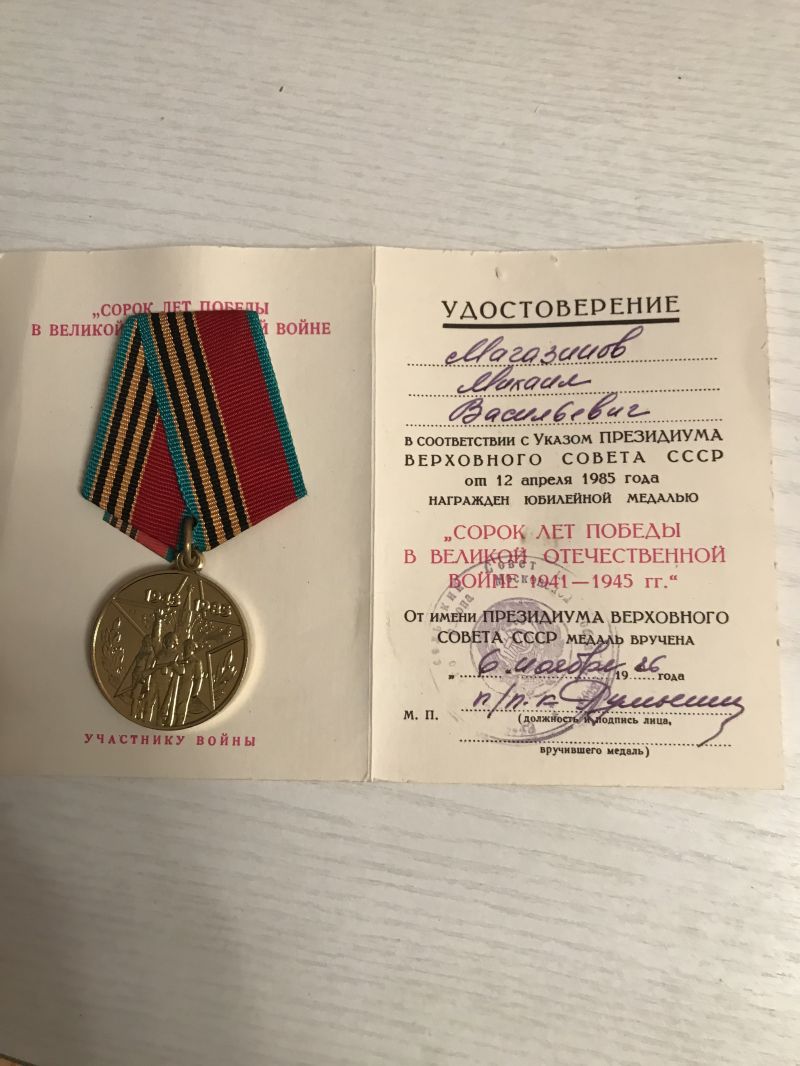 „СОРОК ЛЕТ ПОБЕДЫ
В ВЕЛИКОЙ Й ВОЙНЕ
1945 1985
УЧАСТНИКУ ВОЙНЫ
УДОСТОВЕРЕНИЕ
Магазинов
Михаил
Васильевич
В СООТВЕТСТВИИ С УКАЗОМ ПРЕЗИДИУМА
ВЕРХОВНОГО СОВЕТА СССР
от 12 апреля 1985 года
НАГРАЖДЕН ЮБИЛЕЙНОЙ МЕДАЛЬЮ
„СОРОК ЛЕТ ПОБЕДЫ
В ВЕЛИКОЙ ОТЕЧЕСТВЕННОЙ
ВОЙНЕ 1941—1945 гг.“
ОТ ИМЕНИ ПРЕЗИДИУМА ВЕРХОВНОГО
СОВЕТА СССР МЕДАЛЬ ВРУЧЕНА
„ 6 ноября 1986 года
п/п-к
М. П. (должность и подпись лица,
вручившего медаль)